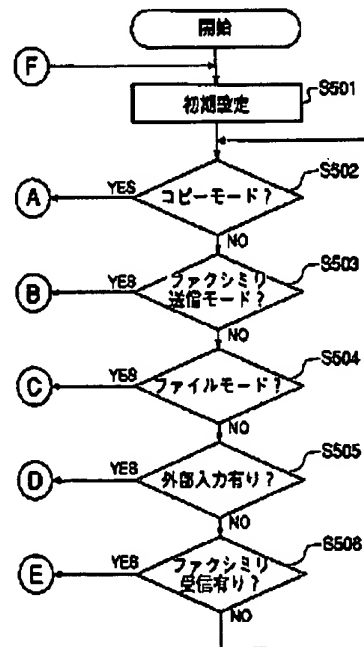 開始
F
S501
初期設定
S502
A
YES
コピーモード?
NO
S503
B
YES
ファクシミリ
送信モード?
NO
S504
C
YES
ファイルモード?
NO
S505
D
YES
外部入力有り?
NO
S506
E
YES
ファクシミリ
受信有り?
NO